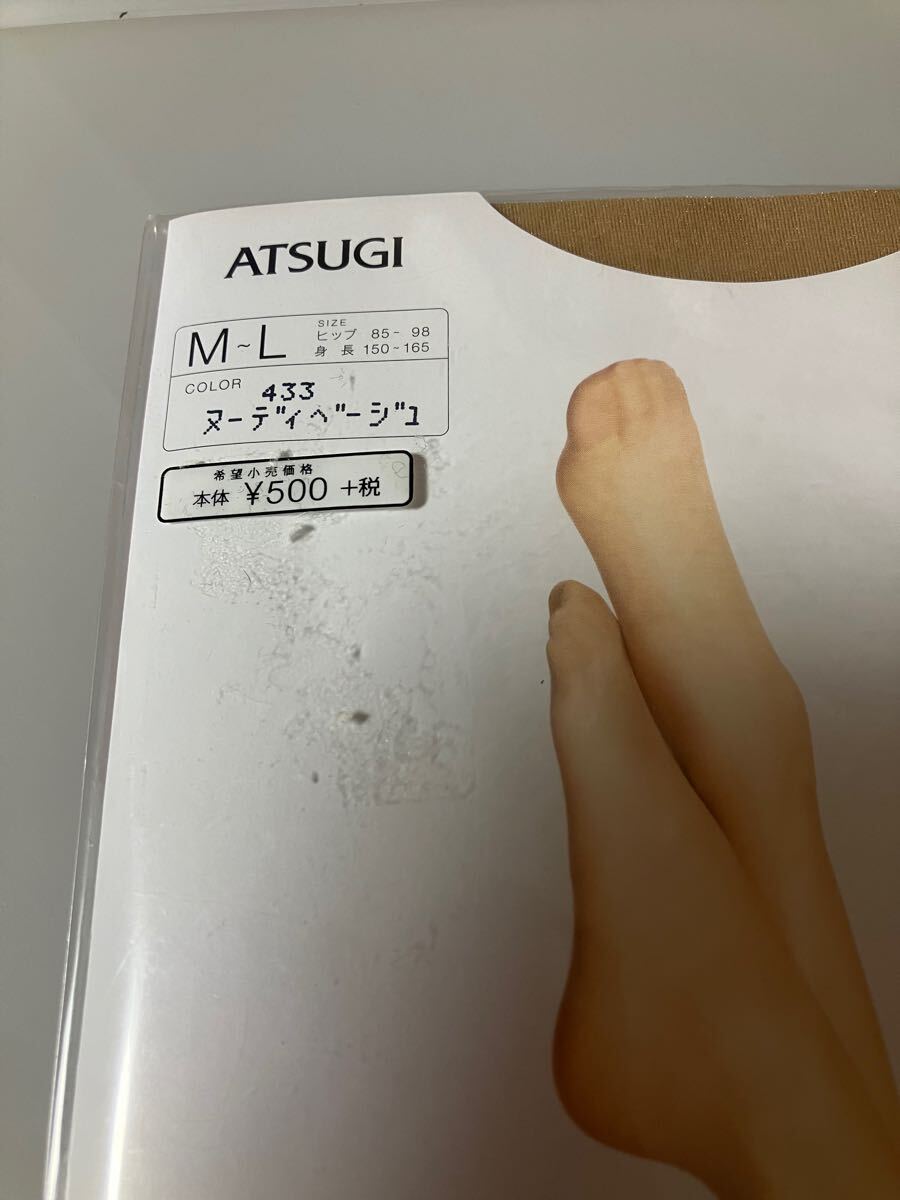 ATSUGI
M~L
SIZE
ヒップ 85~ 98
身 長 150~165
COLOR 433
ヌーディベージュ
希望小売価格
本体 ¥500 +税